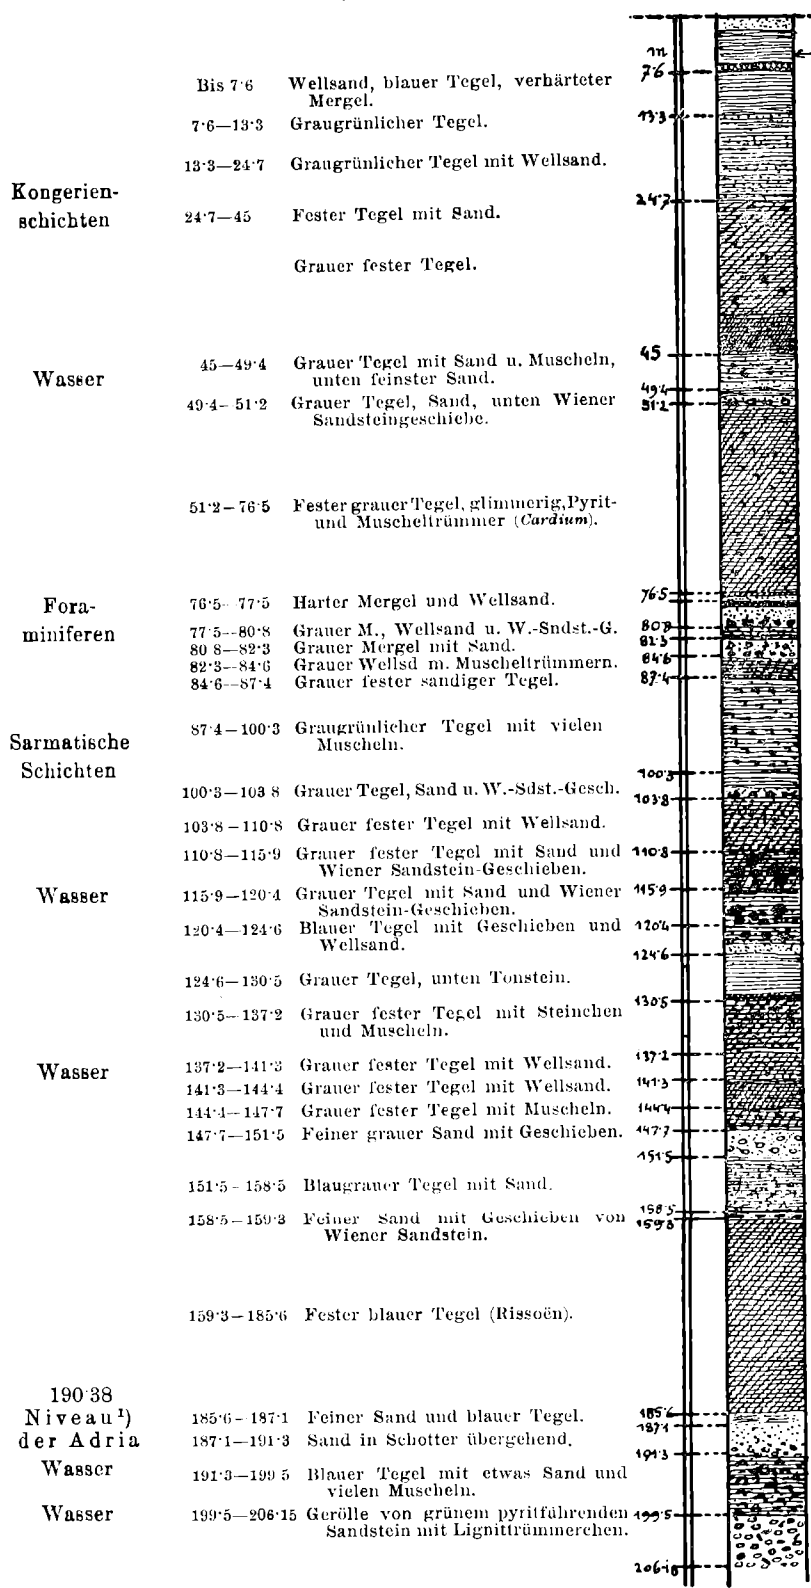 m
Bis 7·6 Wellsand, blauer Tegel, verhärteter 7·6
Mergel.
7·6—13·3 Graugrünlicher Tegel. 13·3
13·3—24·7 Graugrünlicher Tegel mit Wellsand.
Kongerien-
schichten 24·7—45 Fester Tegel mit Sand. 24·7
Grauer fester Tegel.
45
45—49·4 Grauer Tegel mit Sand u. Muscheln,
Wasser unten feinster Sand. 49·4
49·4—51·2 Grauer Tegel, Sand, unten Wiener 51·2
Sandsteingeschiebe.
51·2—76·5 Fester grauer Tegel, glimmerig, Pyrit-
und Muscheltrümmer (Cardium).
Fora- 76·5—77·5 Harter Mergel und Wellsand. 76·5
miniferen 77·5—80·8 Grauer M., Wellsand u. W.-Sndst.-G. 80·8
80 8—82·3 Grauer Mergel mit Sand. 82·3
82·3—84·6 Grauer Wellsd m. Muscheltrümmern. 84·6
84·6—87·4 Grauer fester sandiger Tegel. 87·4
87·4—100·3 Graugrünlicher Tegel mit vielen
Sarmatische Muscheln.
Schichten 100·3
100·3—103 8 Grauer Tegel, Sand u. W.-Sdst.-Gesch. 103·8
103·8—110·8 Grauer fester Tegel mit Wellsand.
110·8—115·9 Grauer fester Tegel mit Sand und 110·8
Wiener Sandstein-Geschieben.
Wasser 115·9—120·4 Grauer Tegel mit Sand und Wiener 115·9
Sandstein-Geschieben.
120·4—124·6 Blauer Tegel mit Geschieben und 120·4
Wellsand. 124·6
124·6—130·5 Grauer Tegel, unten Tonstein.
130·5
130·5—137·2 Grauer fester Tegel mit Steinchen
und Muscheln.
137·2
Wasser 137·2—141·3 Grauer fester Tegel mit Wellsand.
141·3—144·4 Grauer fester Tegel mit Wellsand. 141·3
144·4—147·7 Grauer fester Tegel mit Muscheln. 144·4
147·7—151·5 Feiner grauer Sand mit Geschieben. 147·7
151·5
151·5—158·5 Blaugrauer Tegel mit Sand.
158·5
158·5—159·3 Feiner Sand mit Geschieben von 159·3
Wiener Sandstein.
159·3—185·6 Fester blauer Tegel (Rissoën).
190·38
Niveau¹) 185·6—187·1 Feiner Sand und blauer Tegel. 185·6
187·1
der Adria 187·1—191·3 Sand in Schotter übergehend.
191·3
Wasser 191·3—199 5 Blauer Tegel mit etwas Sand und
vielen Muscheln.
Wasser 199·5—206·15 Gerölle von grünem pyritführenden 199·5
Sandstein mit Lignittrümmerchen.
206·15